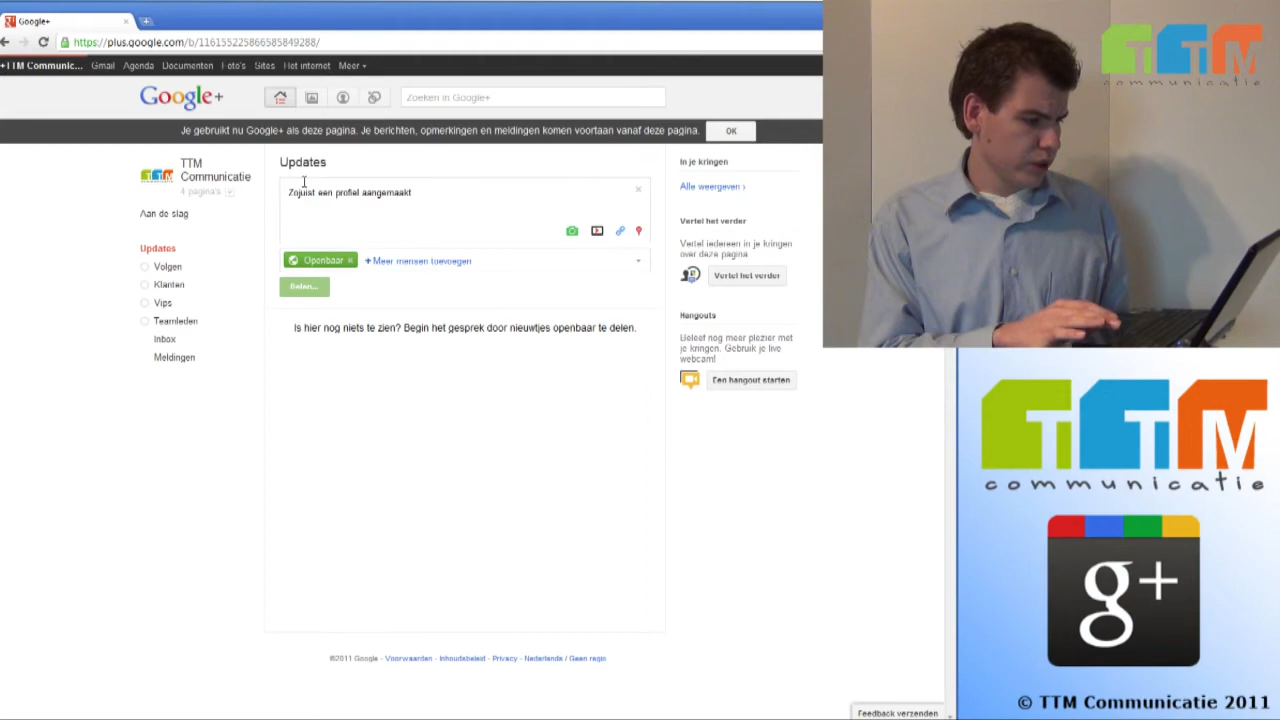 Google+
https://plus.google.com/b/116155225866585849288/
+TTM Communic... Gmail Agenda Documenten Foto's Sites Het internet Meer
Google+ Zoeken in Google+
Je gebruikt nu Google+ als deze pagina. Je berichten, opmerkingen en meldingen komen voortaan vanaf deze pagina. OK
TTM
Communicatie
4 pagina's
Aan de slag
Updates
Volgen
Klanten
Vips
Teamleden
Inbox
Meldingen
Updates
Zojuist een profiel aangemaakt
Openbaar × + Meer mensen toevoegen
Delen...
Is hier nog niets te zien? Begin het gesprek door nieuwtjes openbaar te delen.
In je kringen
Alle weergeven ›
Vertel het verder
Vertel iedereen in je kringen
over deze pagina
Vertel het verder
Hangouts
Beleef nog meer plezier met
je kringen. Gebruik je live
webcam!
Een hangout starten
©2011 Google - Voorwaarden - Inhoudsbeleid - Privacy - Nederlands / Geen regio
Feedback verzenden
TTM
communicatie
TTM
communicatie
g+
© TTM Communicatie 2011